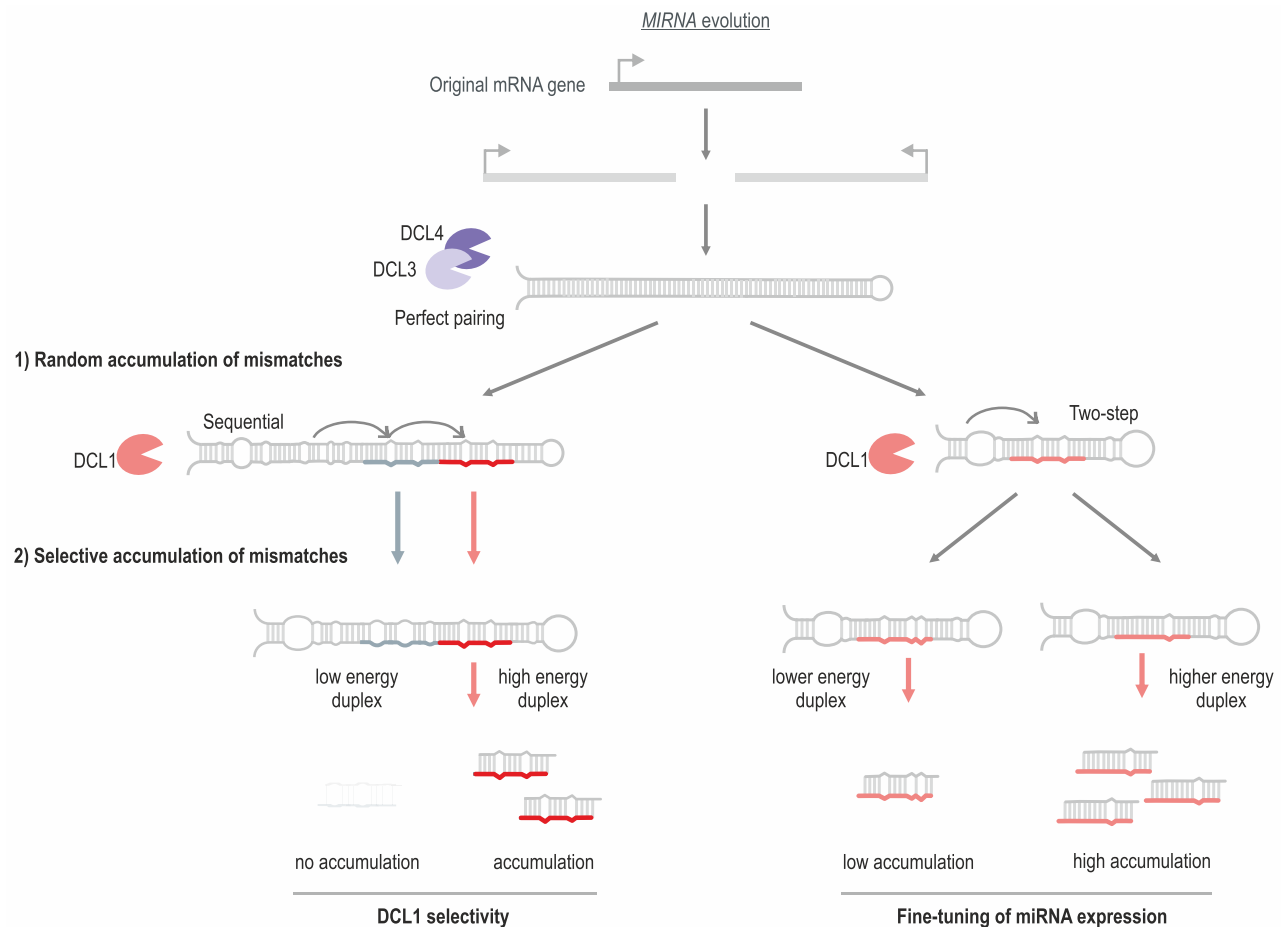 MIRNA evolution
Original mRNA gene
DCL4
DCL3
Perfect pairing
1) Random accumulation of mismatches
Sequential
Two-step
DCL1
DCL1
2) Selective accumulation of mismatches
low energy
duplex
high energy
duplex
lower energy
duplex
higher energy
duplex
no accumulation
accumulation
low accumulation
high accumulation
DCL1 selectivity
Fine-tuning of miRNA expression